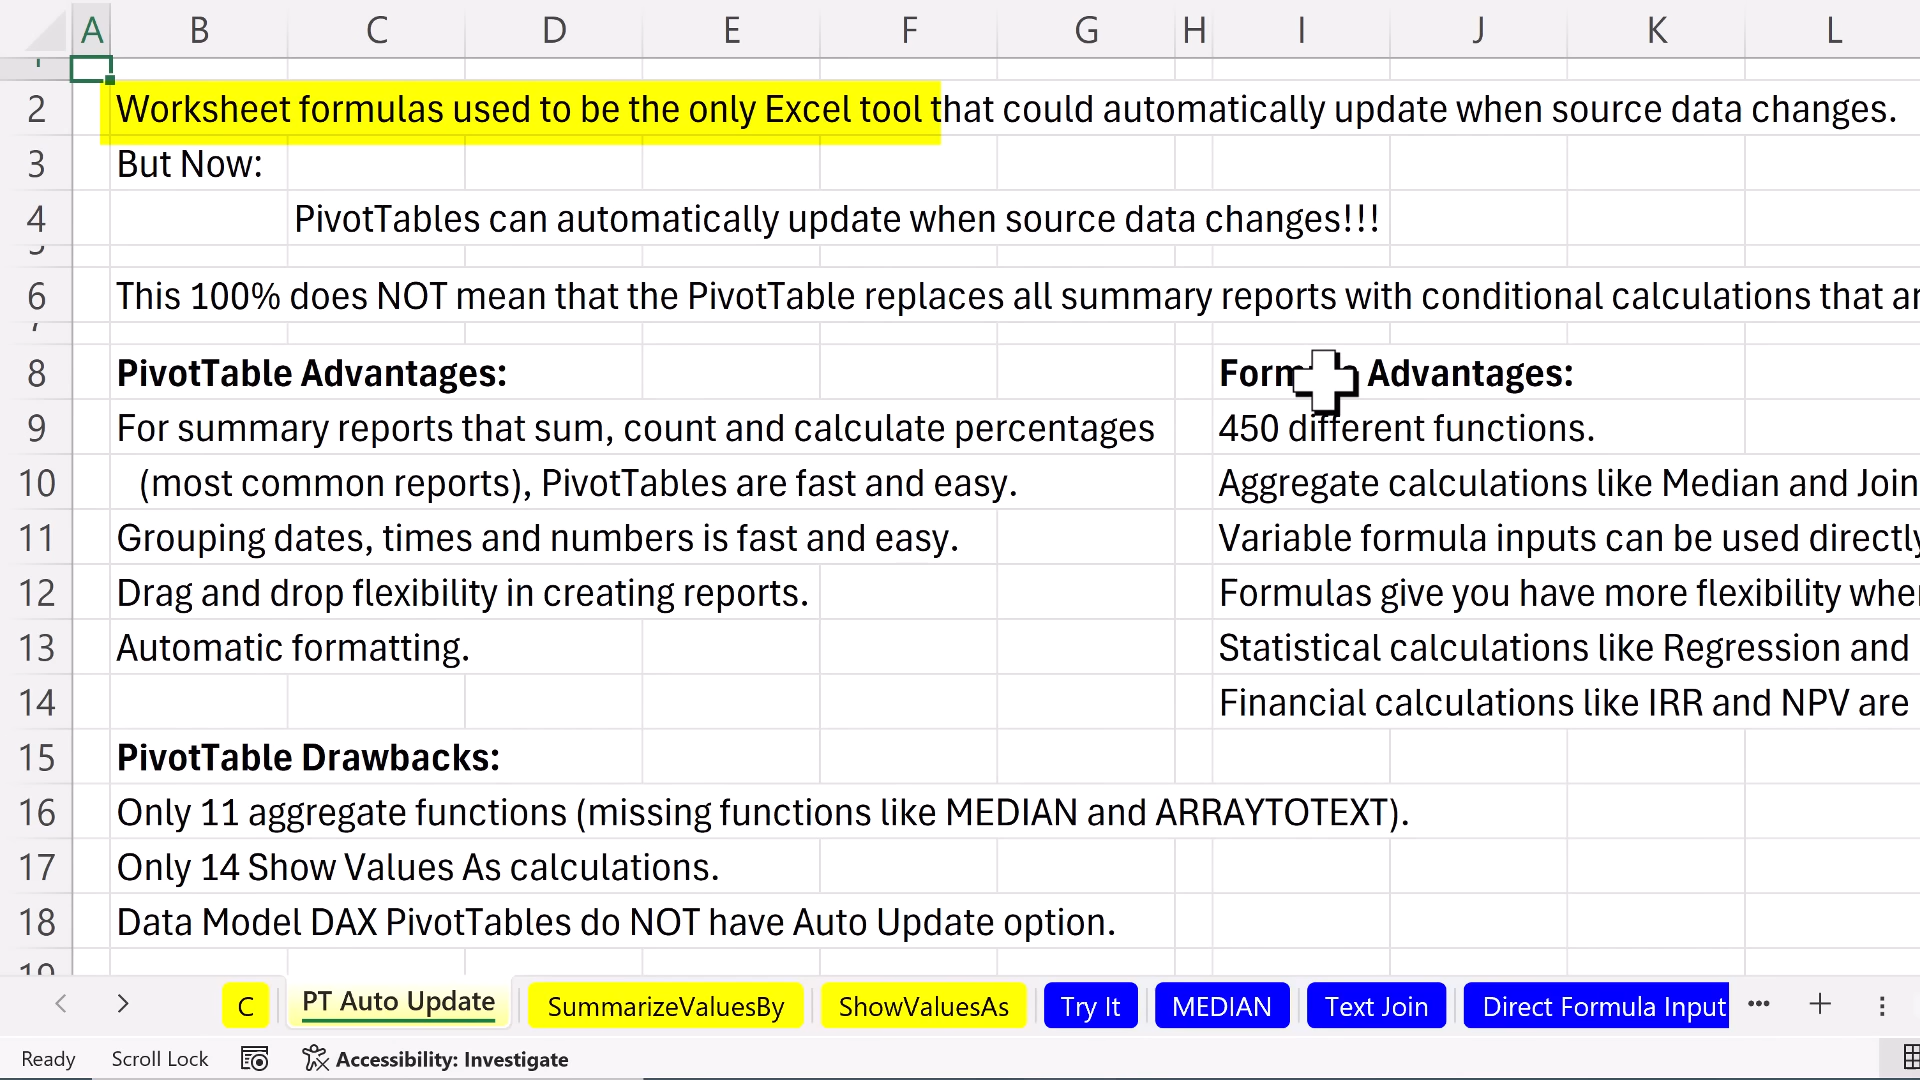 A B C D E F G H I J K L
2 Worksheet formulas used to be the only Excel tool that could automatically update when source data changes.
3 But Now:
4 PivotTables can automatically update when source data changes!!!
6 This 100% does NOT mean that the PivotTable replaces all summary reports with conditional calculations that
8 PivotTable Advantages: Advantages:
9 For summary reports that sum, count and calculate percentages 450 different functions.
10 (most common reports), PivotTables are fast and easy. Aggregate calculations like Median and Join
11 Grouping dates, times and numbers is fast and easy. Variable formula inputs can be used directly
12 Drag and drop flexibility in creating reports. Formulas give you have more flexibility
13 Automatic formatting. Statistical calculations like Regression and
14 Financial calculations like IRR and NPV are
15 PivotTable Drawbacks:
16 Only 11 aggregate functions (missing functions like MEDIAN and ARRAYTOTEXT).
17 Only 14 Show Values As calculations.
18 Data Model DAX PivotTables do NOT have Auto Update option.
C PT Auto Update SummarizeValuesBy ShowValuesAs Try It MEDIAN Text Join Direct Formula Input
Ready Scroll Lock Accessibility: Investigate